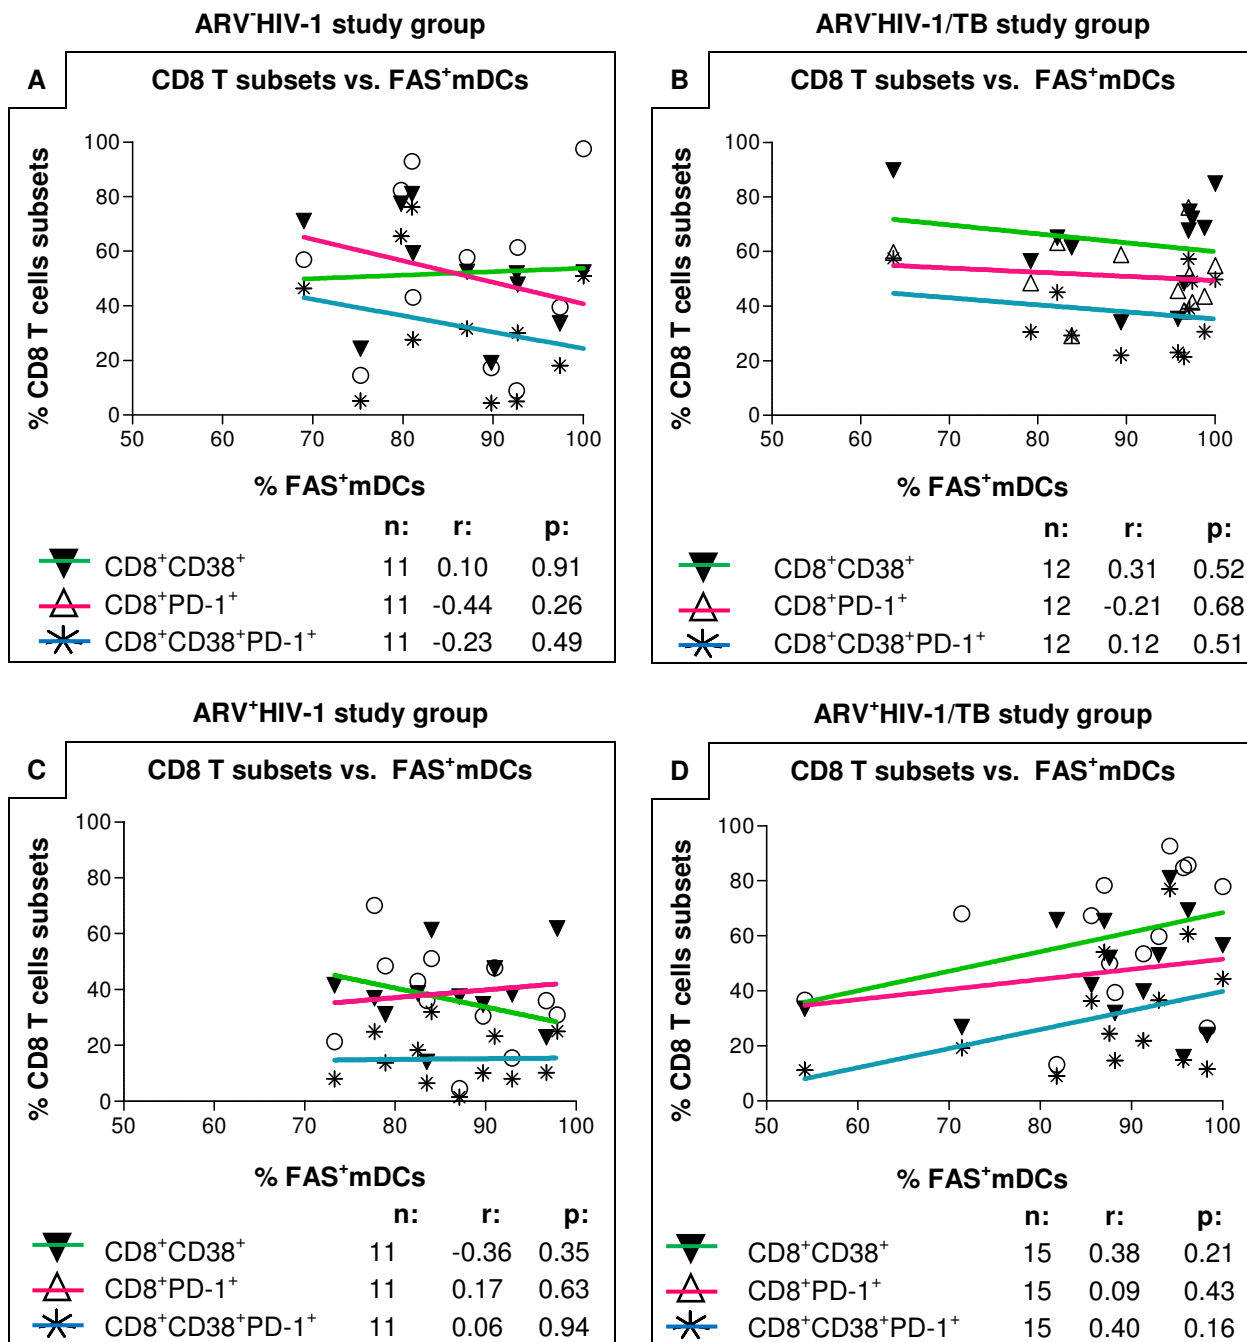 ARV⁻HIV-1 study group
A
CD8 T subsets vs. FAS⁺mDCs
% CD8 T cells subsets
100
80
60
40
20
0
50 60 70 80 90 100
% FAS⁺mDCs
n: r: p:
CD8⁺CD38⁺ 11 0.10 0.91
CD8⁺PD-1⁺ 11 -0.44 0.26
CD8⁺CD38⁺PD-1⁺ 11 -0.23 0.49
ARV⁻HIV-1/TB study group
B
CD8 T subsets vs. FAS⁺mDCs
% CD8 T cells subsets
100
80
60
40
20
0
50 60 70 80 90 100
% FAS⁺mDCs
n: r: p:
CD8⁺CD38⁺ 12 0.31 0.52
CD8⁺PD-1⁺ 12 -0.21 0.68
CD8⁺CD38⁺PD-1⁺ 12 0.12 0.51
ARV⁺HIV-1 study group
C
CD8 T subsets vs. FAS⁺mDCs
% CD8 T cells subsets
100
80
60
40
20
0
50 60 70 80 90 100
% FAS⁺mDCs
n: r: p:
CD8⁺CD38⁺ 11 -0.36 0.35
CD8⁺PD-1⁺ 11 0.17 0.63
CD8⁺CD38⁺PD-1⁺ 11 0.06 0.94
ARV⁺HIV-1/TB study group
D
CD8 T subsets vs. FAS⁺mDCs
% CD8 T cells subsets
100
80
60
40
20
0
50 60 70 80 90 100
% FAS⁺mDCs
n: r: p:
CD8⁺CD38⁺ 15 0.38 0.21
CD8⁺PD-1⁺ 15 0.09 0.43
CD8⁺CD38⁺PD-1⁺ 15 0.40 0.16